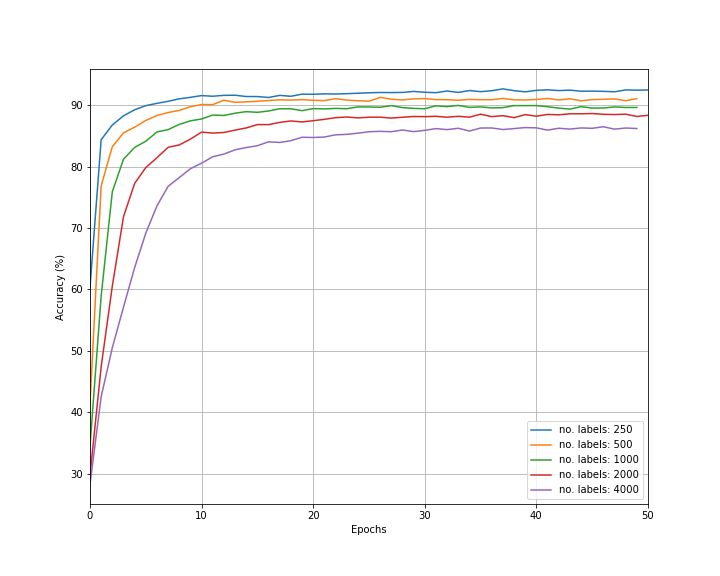 90
80
70
60
50
40
30
Accuracy (%)
0 10 20 30 40 50
Epochs
no. labels: 250
no. labels: 500
no. labels: 1000
no. labels: 2000
no. labels: 4000